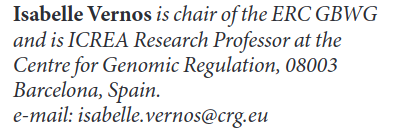 Isabelle Vernos is chair of the ERC GBWG
and is ICREA Research Professor at the
Centre for Genomic Regulation, 08003
Barcelona, Spain.
e-mail: isabelle.vernos@crg.eu